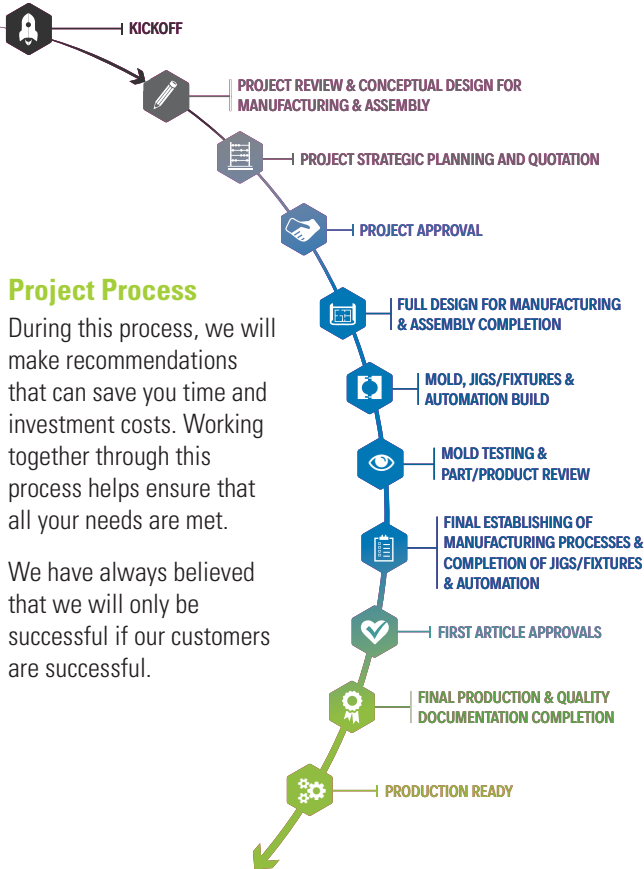 KICKOFF
PROJECT REVIEW & CONCEPTUAL DESIGN FOR
MANUFACTURING & ASSEMBLY
PROJECT STRATEGIC PLANNING AND QUOTATION
PROJECT APPROVAL
Project Process
During this process, we will
make recommendations
that can save you time and
investment costs. Working
together through this
process helps ensure that
all your needs are met.
We have always believed
that we will only be
successful if our customers
are successful.
FULL DESIGN FOR MANUFACTURING
& ASSEMBLY COMPLETION
MOLD, JIGS/FIXTURES &
AUTOMATION BUILD
MOLD TESTING &
PART/PRODUCT REVIEW
FINAL ESTABLISHING OF
MANUFACTURING PROCESSES &
COMPLETION OF JIGS/FIXTURES
& AUTOMATION
FIRST ARTICLE APPROVALS
FINAL PRODUCTION & QUALITY
DOCUMENTATION COMPLETION
PRODUCTION READY